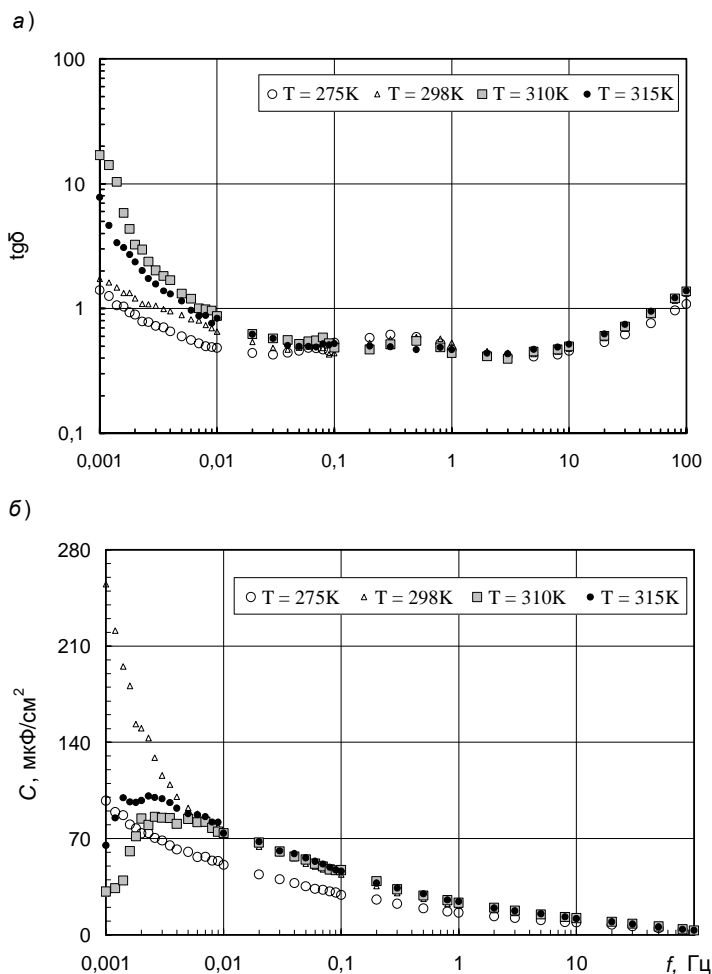 а)
100
10
1
0,1
tgδ
T = 275K T = 298K T = 310K T = 315K
0,001 0,01 0,1 1 10 100
б)
280
210
140
70
0
C, мкФ/см²
T = 275K T = 298K T = 310K T = 315K
0,001 0,01 0,1 1 10 f, Гц